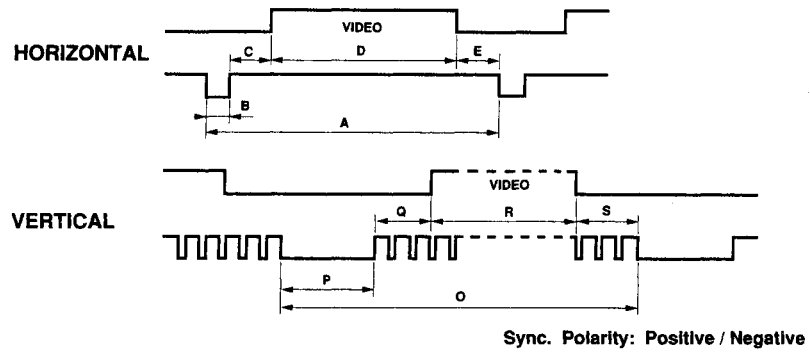 VIDEO
HORIZONTAL
C D E
B
A
VIDEO
VERTICAL
Q R S
P
O
Sync. Polarity: Positive / Negative